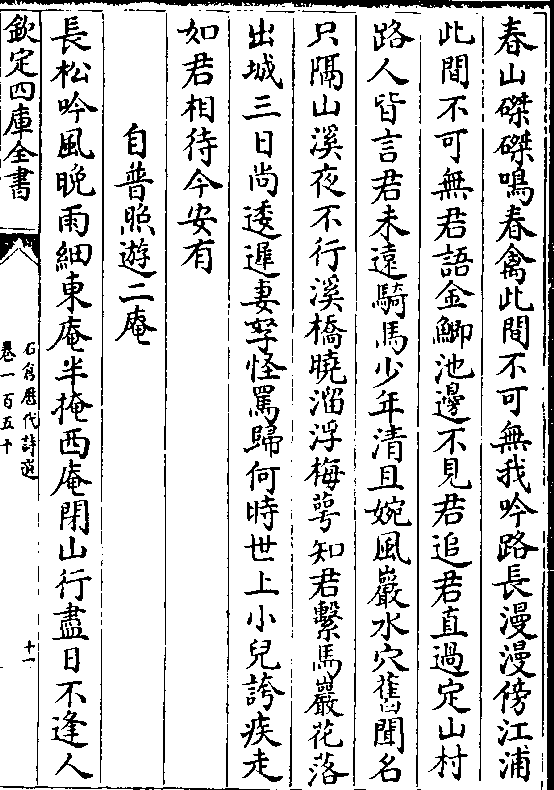 春山磔磔鳴春禽此間不可無我吟路長漫漫傍江浦
此間不可無君語金鯽池邊不見君追君直過定山村
路人皆言君未遠騎馬少年清且婉風巖水穴舊聞名
只隔山溪夜不行溪橋曉溜浮梅萼知君繫馬巖花落
出城三日尚逶遲妻孥怪罵歸何時世上小兒誇疾走
如君相待今安有
自普照遊二庵
長松吟風晚雨細東庵半掩西庵閉山行盡日不逢人
欽定四庫全書
石倉歷代詩選
卷一百五十
十一